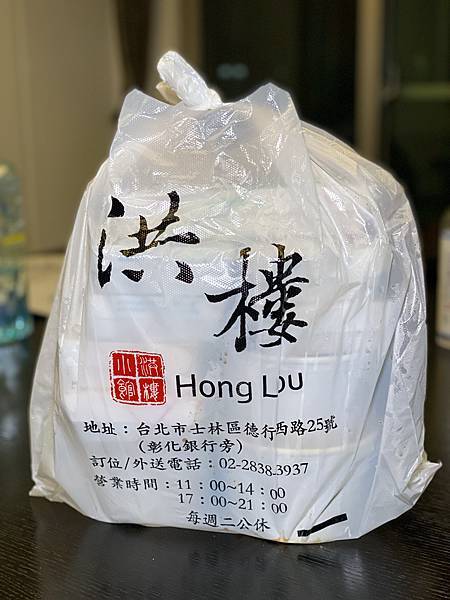 洪樓
洪樓小館
Hong Lou
地址：台北市士林區德行西路25號
(彰化銀行旁)
訂位/外送電話：02-2838.3937
營業時間：11：00~14：00
17：00~21：00
每週二公休